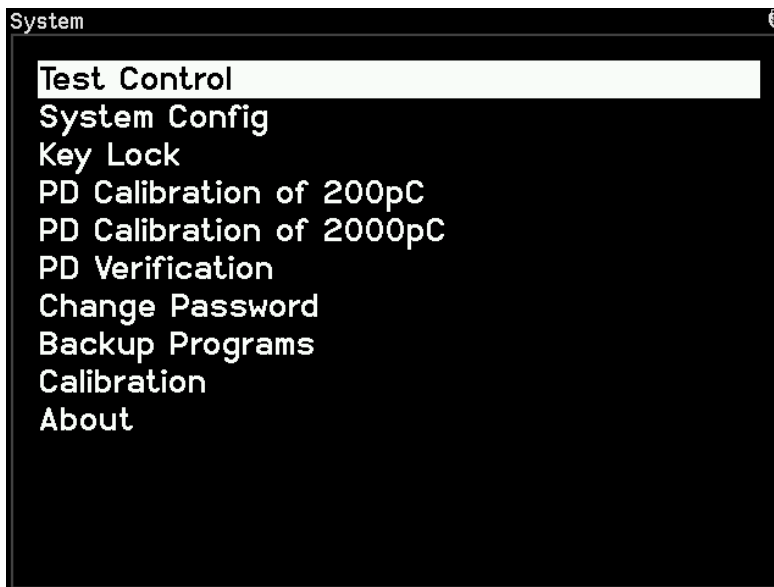 System
Test Control
System Config
Key Lock
PD Calibration of 200pC
PD Calibration of 2000pC
PD Verification
Change Password
Backup Programs
Calibration
About